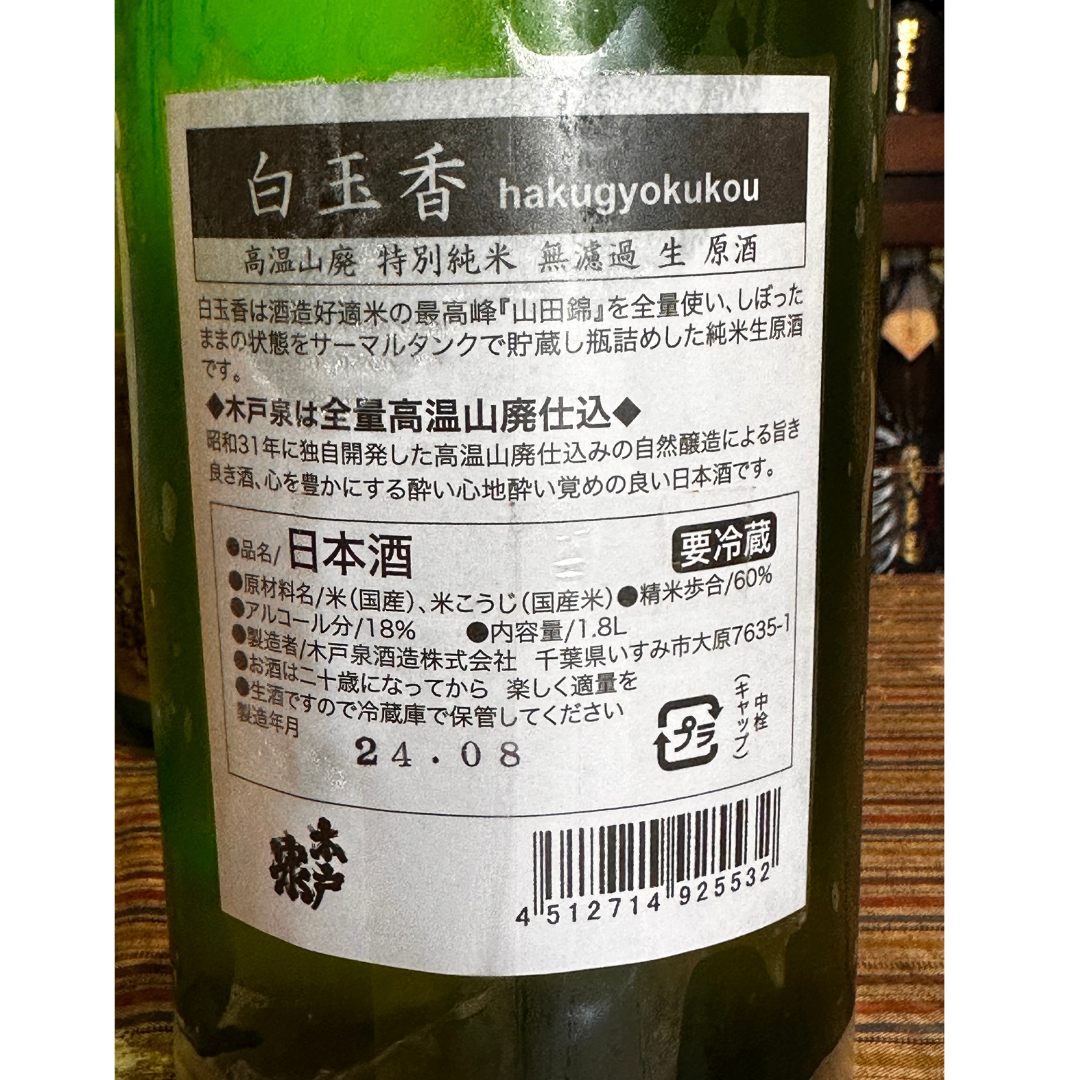 白玉香 hakugyokukou
高温山廃 特別純米 無濾過 生 原酒
白玉香は酒造好適米の最高峰『山田錦』を全量使い、しぼった
ままの状態をサーマルタンクで貯蔵し瓶詰めした純米生原酒
です。
◆木戸泉は全量高温山廃仕込◆
昭和31年に独自開発した高温山廃仕込みの自然醸造による旨き
良き酒、心を豊かにする酔い心地酔い覚めの良い日本酒です。
●品名/日本酒 要冷蔵
●原材料名/米(国産)、米こうじ(国産米) ●精米歩合/60%
●アルコール分/18% ●内容量/1.8L
●製造者/木戸泉酒造株式会社 千葉県いすみ市大原7635-1
●お酒は二十歳になってから 楽しく適量を
●生酒ですので冷蔵庫で保管してください
製造年月
24.08
プラ
中栓
(キャップ)
木戸泉
4 512714 925532